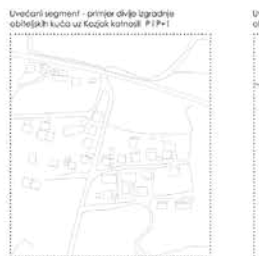 Uvećani segment - primjer divlje izgradnje
obiteljskih kuća uz Kozjak katnosti P i P+1